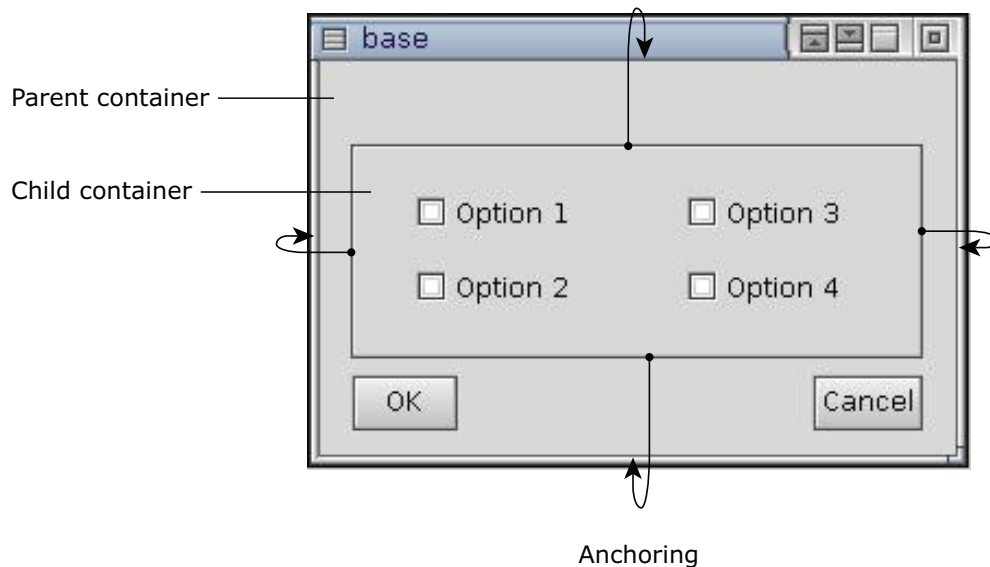 base
Parent container
Child container
Option 1 Option 3
Option 2 Option 4
OK Cancel
Anchoring